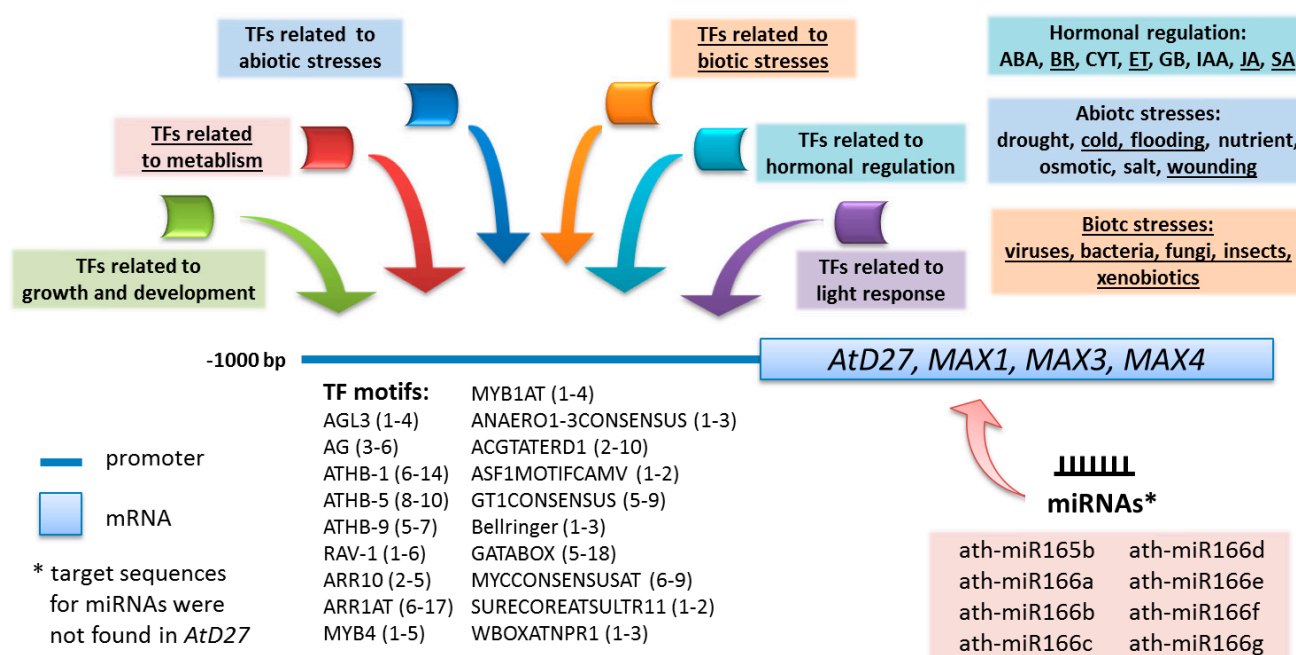 TFs related to
abiotic stresses
TFs related to
biotic stresses
Hormonal regulation:
ABA, BR, CYT, ET, GB, IAA, JA, SA
TFs related
to metablism
TFs related to
hormonal regulation
Abiotc stresses:
drought, cold, flooding, nutrient,
osmotic, salt, wounding
TFs related to
growth and development
TFs related to
light response
Biotc stresses:
viruses, bacteria, fungi, insects,
xenobiotics
-1000 bp
AtD27, MAX1, MAX3, MAX4
TF motifs:
AGL3 (1-4)
AG (3-6)
ATHB-1 (6-14)
ATHB-5 (8-10)
ATHB-9 (5-7)
RAV-1 (1-6)
ARR10 (2-5)
ARR1AT (6-17)
MYB4 (1-5)
MYB1AT (1-4)
ANAERO1-3CONSENSUS (1-3)
ACGTATERD1 (2-10)
ASF1MOTIFCAMV (1-2)
GT1CONSENSUS (5-9)
Bellringer (1-3)
GATABOX (5-18)
MYCCONSENSUSAT (6-9)
SURECOREATSULTR11 (1-2)
WBOXATNPR1 (1-3)
promoter
mRNA
* target sequences
for miRNAs were
not found in AtD27
miRNAs*
ath-miR165b
ath-miR166a
ath-miR166b
ath-miR166c
ath-miR166d
ath-miR166e
ath-miR166f
ath-miR166g